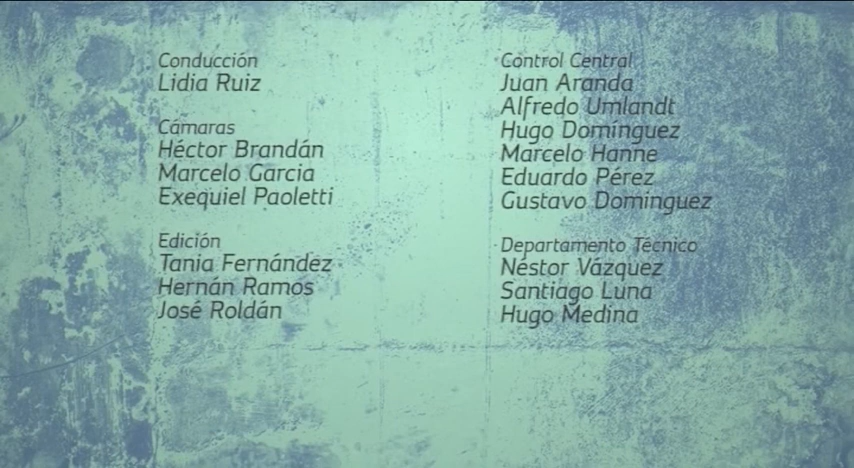 Conducción
Lidia Ruiz
Cámaras
Héctor Brandán
Marcelo Garcia
Exequiel Paoletti
Edición
Tania Fernández
Hernán Ramos
José Roldán
Control Central
Juan Aranda
Alfredo Umlandt
Hugo Dominguez
Marcelo Hanne
Eduardo Pérez
Gustavo Dominguez
Departamento Técnico
Néstor Vázquez
Santiago Luna
Hugo Medina